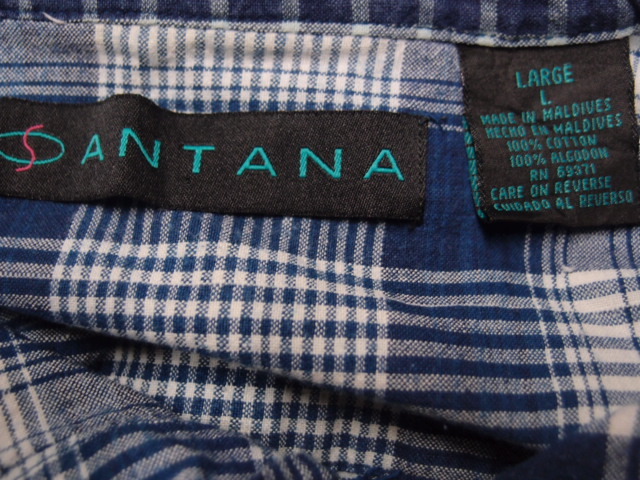 SANTANA
LARGE
L
MADE IN MALDIVES
HECHO EN MALDIVES
100% COTTON
100% ALGODON
RN 69371
CARE ON REVERSE
CUIDADO AL REVERSO